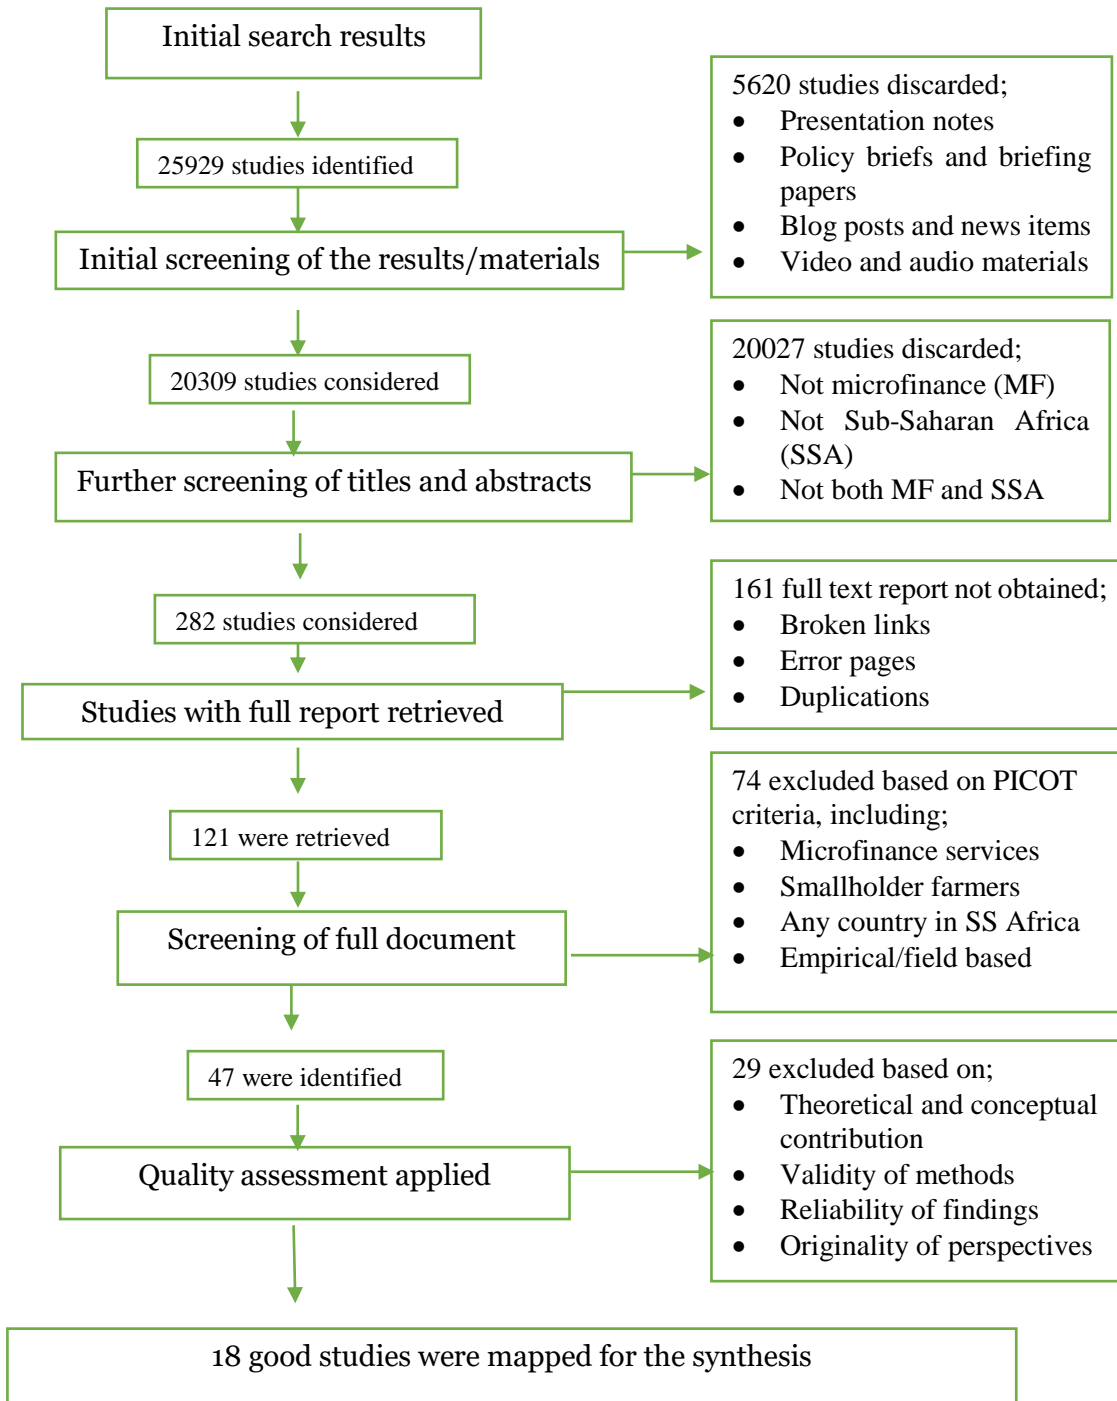 Initial search results
25929 studies identified
Initial screening of the results/materials
5620 studies discarded;
• Presentation notes
• Policy briefs and briefing
papers
• Blog posts and news items
• Video and audio materials
20309 studies considered
Further screening of titles and abstracts
20027 studies discarded;
• Not microfinance (MF)
• Not Sub-Saharan Africa
(SSA)
• Not both MF and SSA
282 studies considered
Studies with full report retrieved
161 full text report not obtained;
• Broken links
• Error pages
• Duplications
121 were retrieved
Screening of full document
74 excluded based on PICOT
criteria, including;
• Microfinance services
• Smallholder farmers
• Any country in SS Africa
• Empirical/field based
47 were identified
Quality assessment applied
29 excluded based on;
• Theoretical and conceptual
contribution
• Validity of methods
• Reliability of findings
• Originality of perspectives
18 good studies were mapped for the synthesis